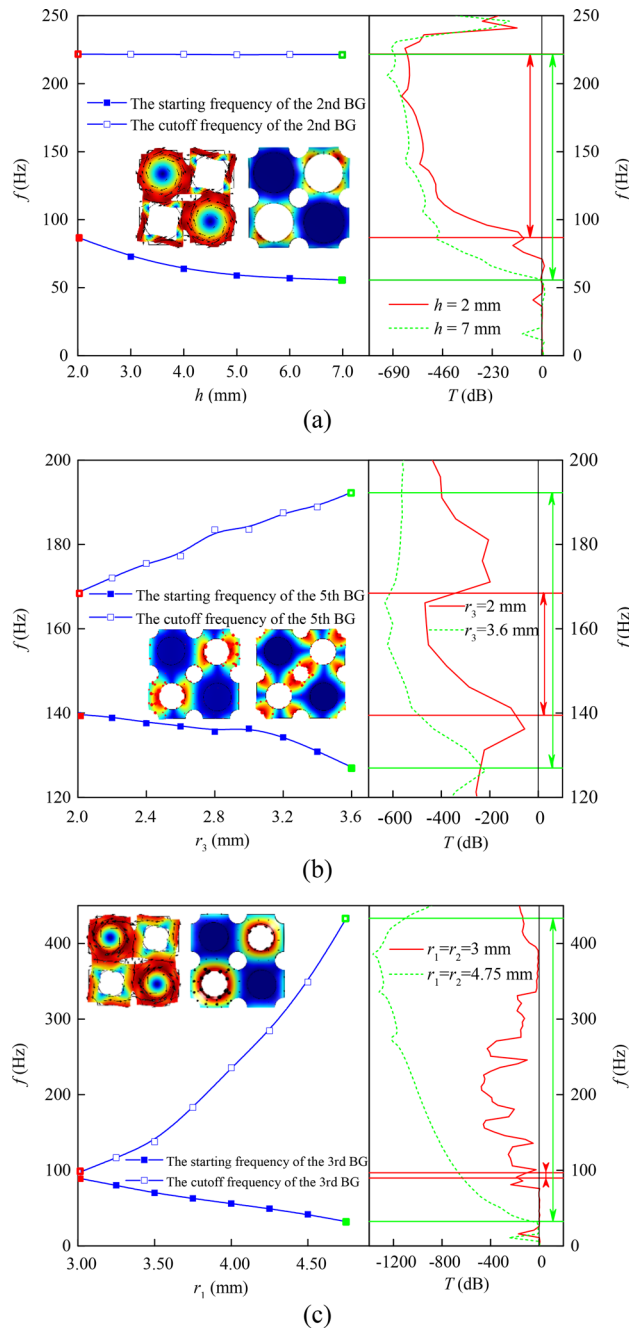 250
200
150
100
50
0
f (Hz)
The starting frequency of the 2nd BG
The cutoff frequency of the 2nd BG
2.0 3.0 4.0 5.0 6.0 7.0
h (mm)
h = 2 mm
h = 7 mm
-690 -460 -230 0
T (dB)
250
200
150
100
50
0
f (Hz)
(a)
200
180
160
140
120
f (Hz)
The starting frequency of the 5th BG
The cutoff frequency of the 5th BG
2.0 2.4 2.8 3.2 3.6
r3 (mm)
r3=2 mm
r3=3.6 mm
-600 -400 -200 0
T (dB)
200
180
160
140
120
f (Hz)
(b)
400
300
200
100
0
f (Hz)
The starting frequency of the 3rd BG
The cutoff frequency of the 3rd BG
3.00 3.50 4.00 4.50
r1 (mm)
r1=r2=3 mm
r1=r2=4.75 mm
-1200 -800 -400 0
T (dB)
400
300
200
100
0
f (Hz)
(c)